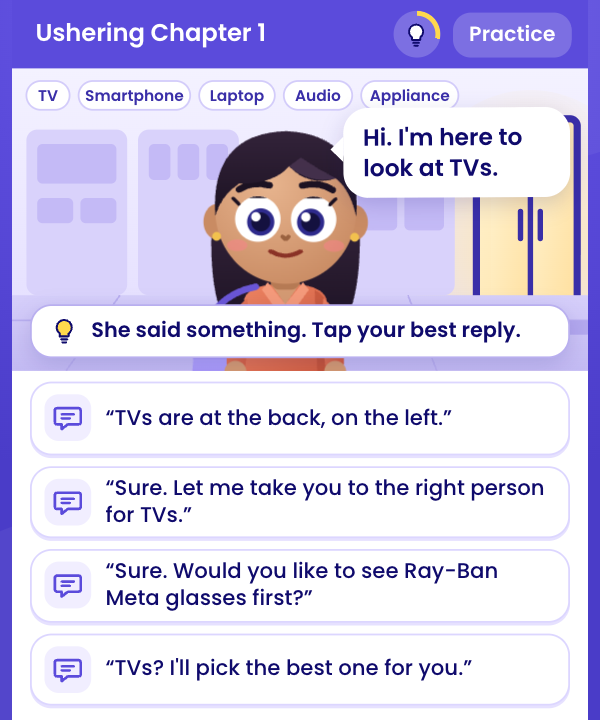 Ushering Chapter 1
Practice
TV
Smartphone
Laptop
Audio
Appliance
Hi. I'm here to
look at TVs.
She said something. Tap your best reply.
“TVs are at the back, on the left.”
“Sure. Let me take you to the right person
for TVs.”
“Sure. Would you like to see Ray-Ban
Meta glasses first?”
“TVs? I'll pick the best one for you.”